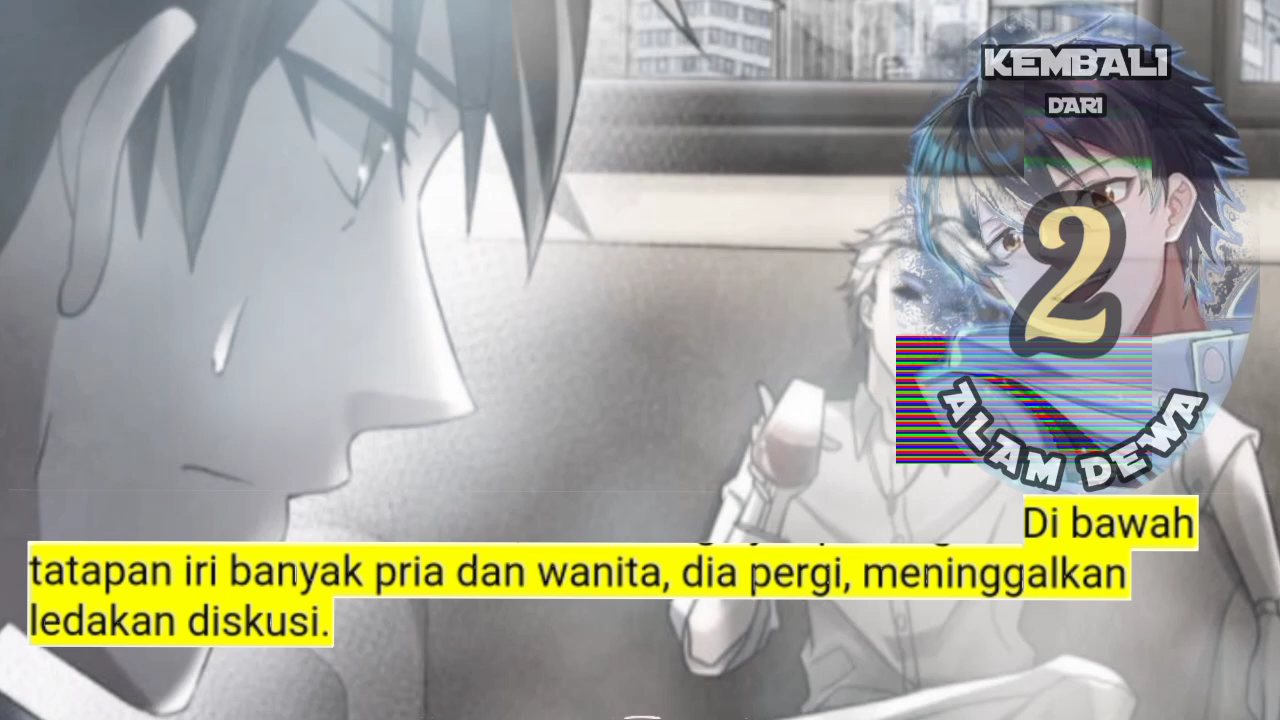 KEMBALI
DARI
2
ALAM DEWA
Di bawah
tatapan iri banyak pria dan wanita, dia pergi, meninggalkan
ledakan diskusi.